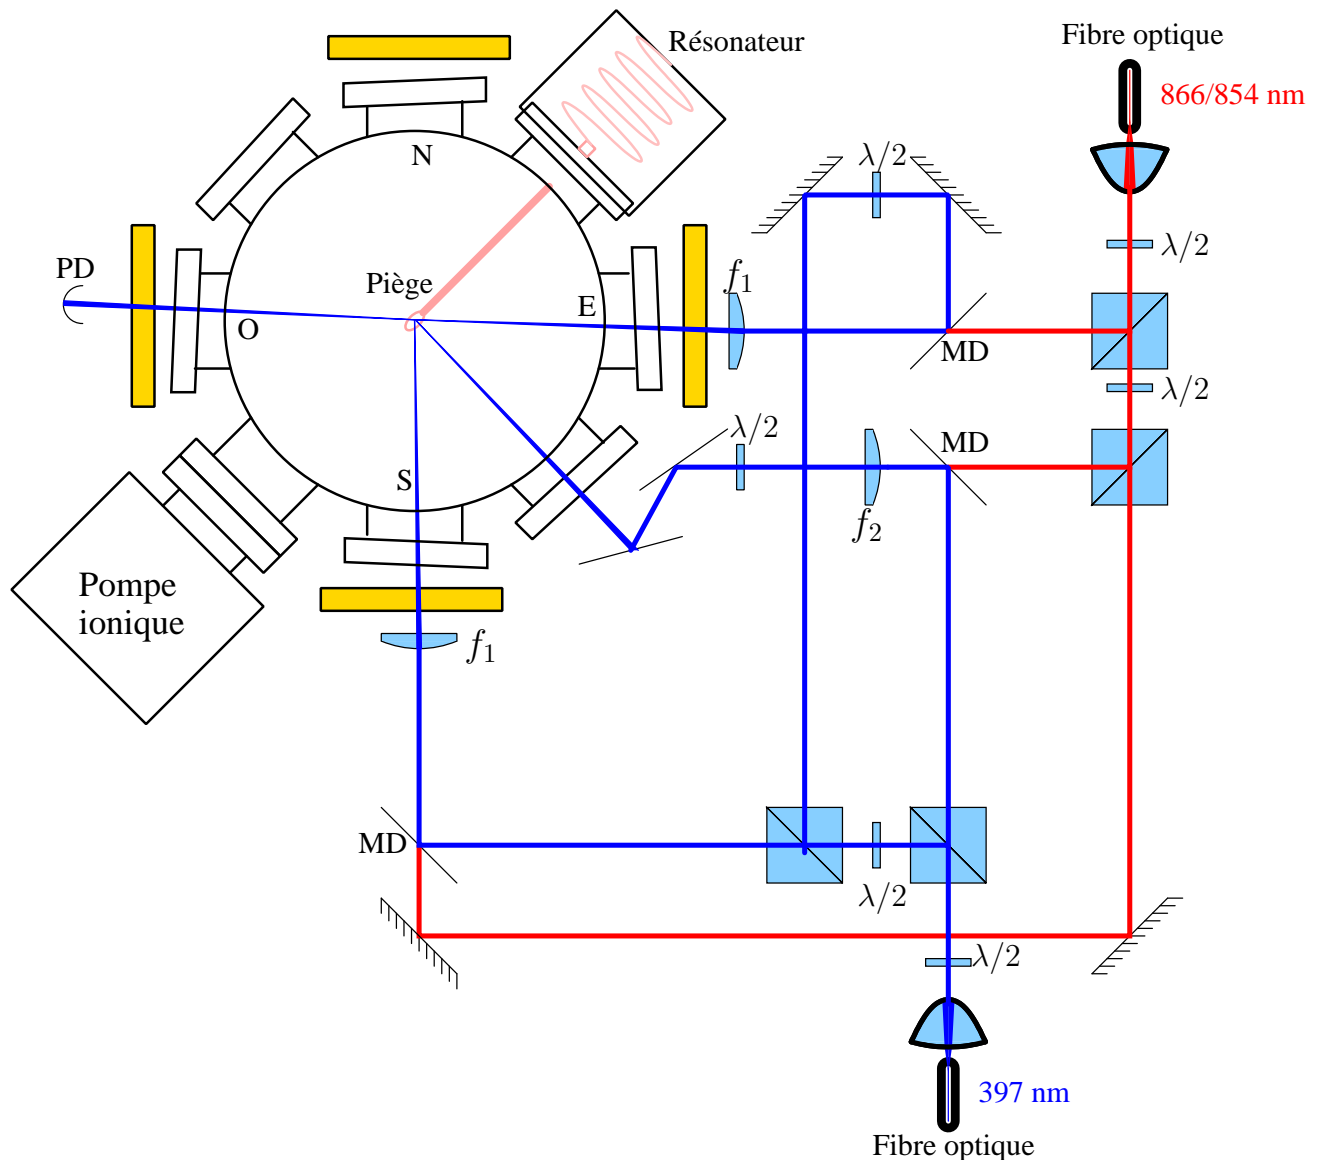 Fibre optique
Résonateur
866/854 nm
N
λ/2
λ/2
PD
Piège
f₁
E
O
MD
λ/2
λ/2
MD
S
f₂
Pompe
ionique
f₁
MD
λ/2
λ/2
397 nm
Fibre optique